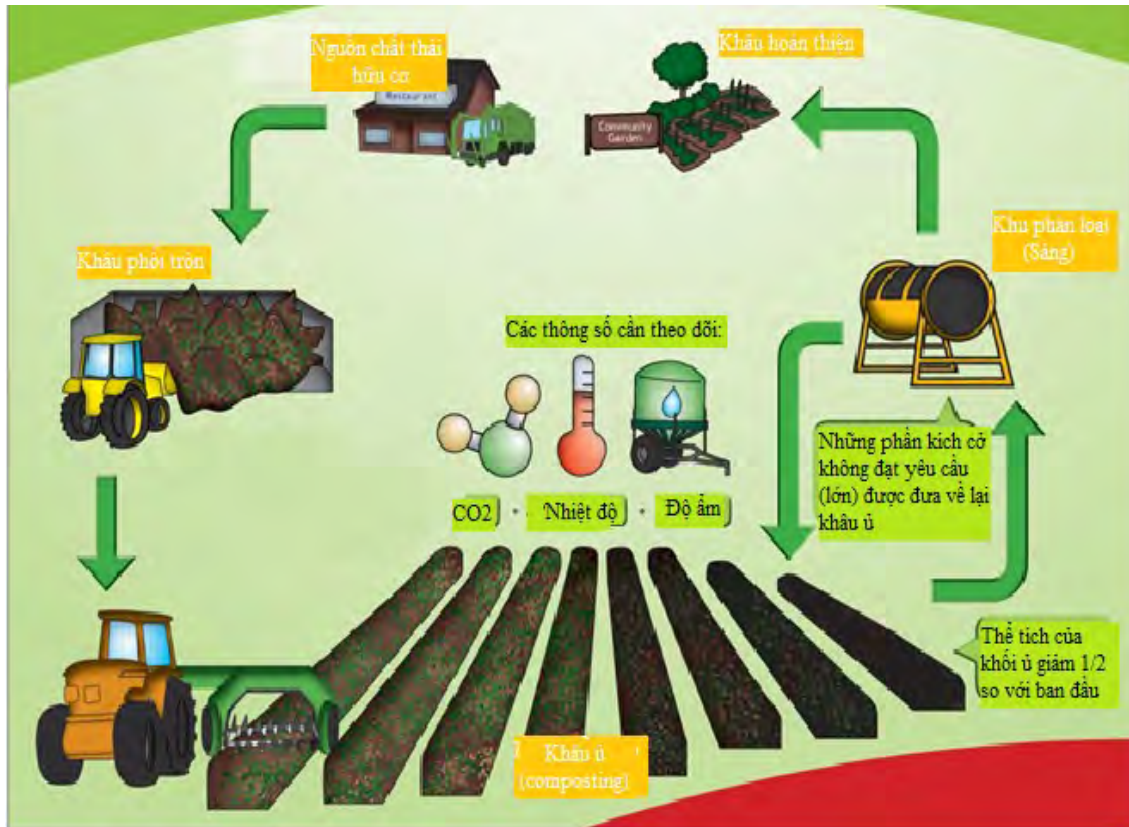 Nguồn chất thải
hữu cơ
Restaurant
Khâu hoàn thiện
Community
Garden
Khâu phối trộn
Khu phân loại
(Sàng)
Các thông số cần theo dõi:
CO2 · Nhiệt độ · Độ ẩm
Những phần kích cở
không đạt yêu cầu
(lớn) được đưa về lại
khâu ủ
Thể tích của
khối ủ giảm 1/2
so với ban đầu
Khâu ủ
(composting)